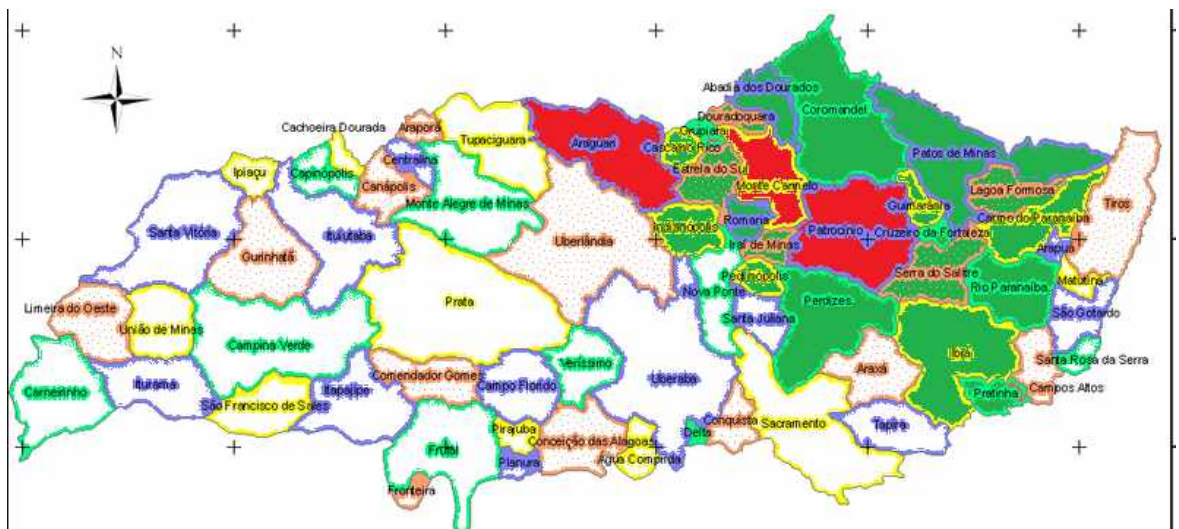 N
Abadia dos Dourados
Coromandel
Douradoquara
Cachoeira Dourada
Araporã
Tupaciguara
Araguari
Grupiara
Cascalho Rico
Patos de Minas
Centralina
Estrela do Sul
Ipiaçu
Capinópolis
Canápolis
Monte Carmelo
Lagoa Formosa
Monte Alegre de Minas
Guimarânia
Tiros
Carmo do Paranaíba
Indianópolis
Romaria
Santa Vitória
Ituiutaba
Uberlândia
Patrocínio
Cruzeiro da Fortaleza
Iraí de Minas
Arapuá
Gurinhatã
Pedrinópolis
Serra do Salitre
Matutina
Rio Paranaíba
Nova Ponte
Prata
Perdizes
Limeira do Oeste
São Gotardo
Santa Juliana
União de Minas
Campina Verde
Ibiá
Santa Rosa da Serra
Veríssimo
Comendador Gomes
Araxá
Uberaba
Carneirinho
Iturama
Itapajipe
Campo Florido
Campos Altos
Pratinha
São Francisco de Sales
Conquista
Sacramento
Tapira
Pirajuba
Delta
Conceição das Alagoas
Frutal
Planura
Água Comprida
Fronteira